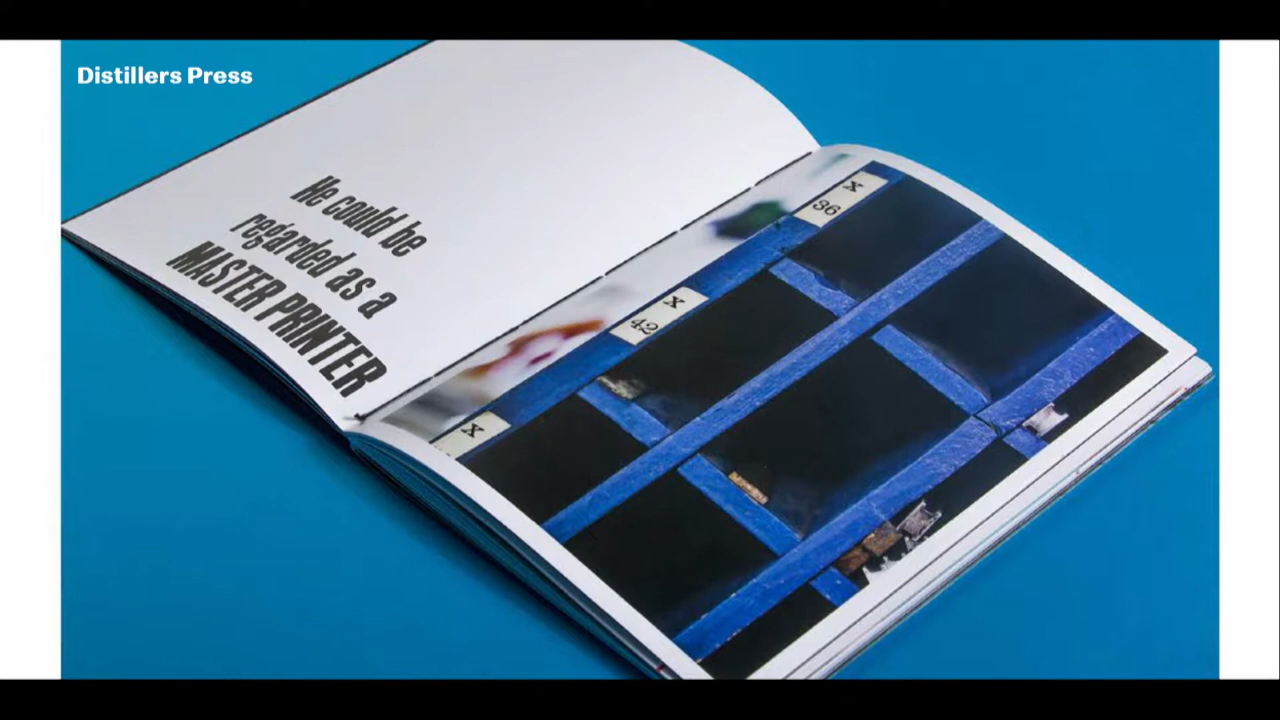 Distillers Press
He could be
regarded as a
MASTER PRINTER
X
36
X
42
X